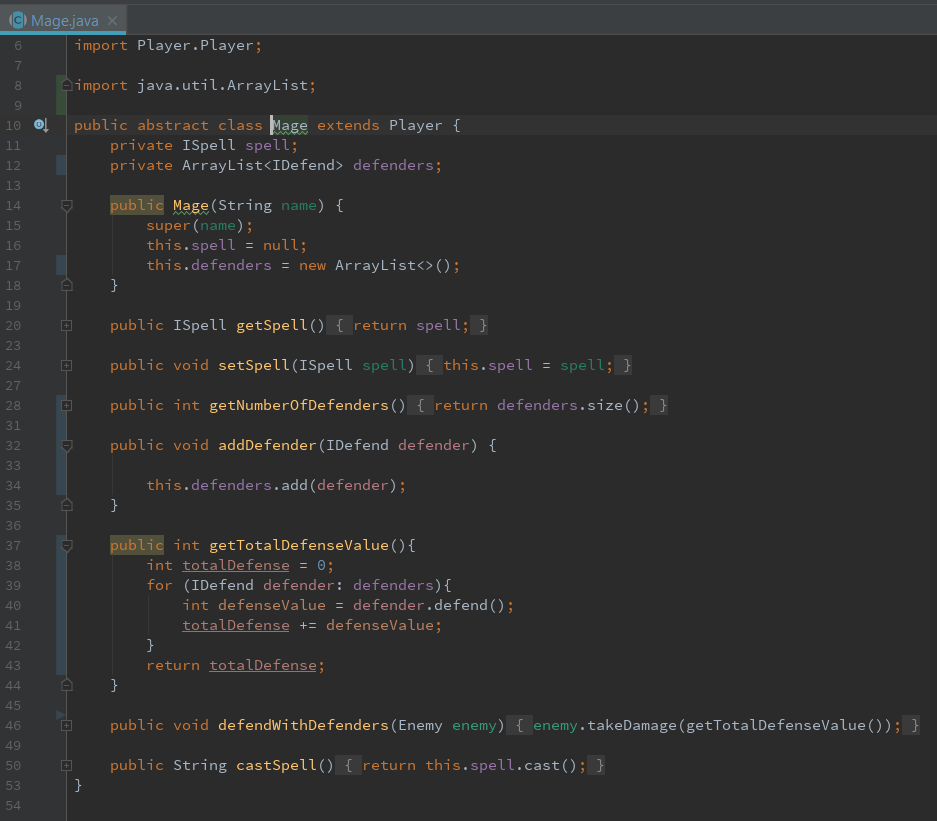 Mage.java
6 import Player.Player;
7
8 import java.util.ArrayList;
9
10 public abstract class Mage extends Player {
11     private ISpell spell;
12     private ArrayList<IDefend> defenders;
13
14     public Mage(String name) {
15         super(name);
16         this.spell = null;
17         this.defenders = new ArrayList<>();
18     }
19
20     public ISpell getSpell() { return spell; }
23
24     public void setSpell(ISpell spell) { this.spell = spell; }
27
28     public int getNumberOfDefenders() { return defenders.size(); }
31
32     public void addDefender(IDefend defender) {
33
34         this.defenders.add(defender);
35     }
36
37     public int getTotalDefenseValue(){
38         int totalDefense = 0;
39         for (IDefend defender: defenders){
40             int defenseValue = defender.defend();
41             totalDefense += defenseValue;
42         }
43         return totalDefense;
44     }
45
46     public void defendWithDefenders(Enemy enemy) { enemy.takeDamage(getTotalDefenseValue()); }
49
50     public String castSpell() { return this.spell.cast(); }
53 }
54